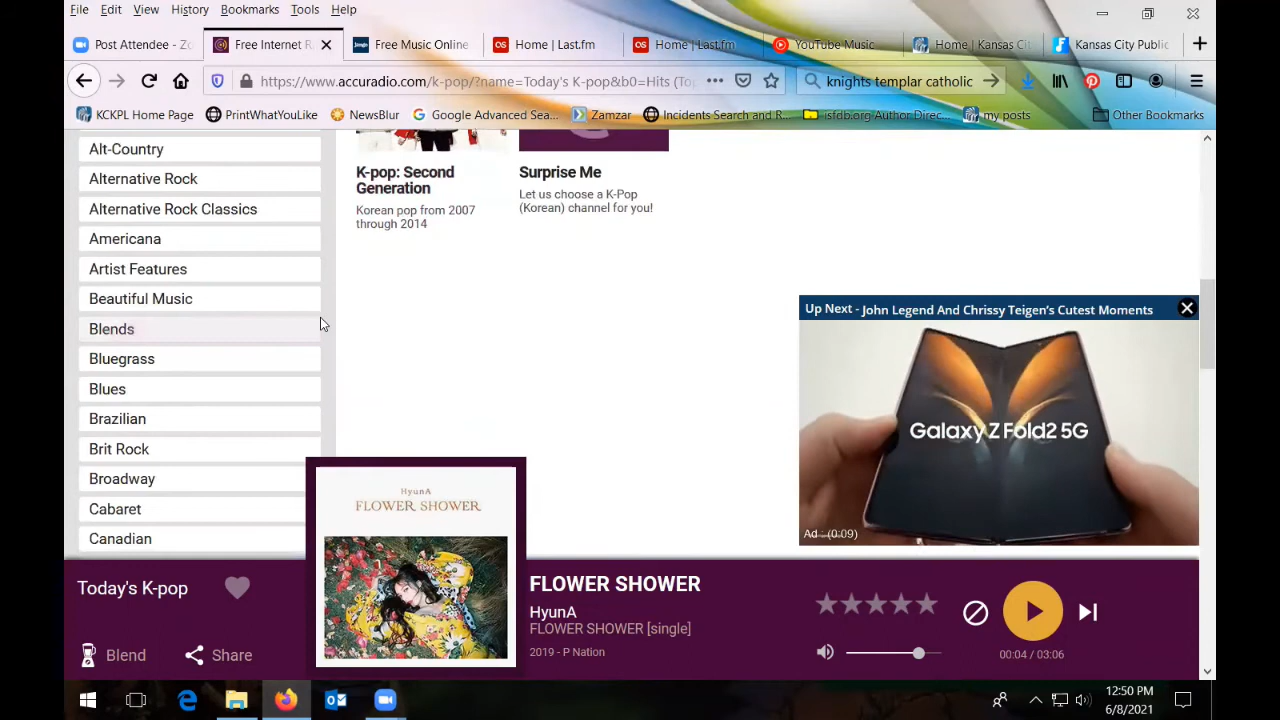 File Edit View History Bookmarks Tools Help
Post Attendee - Zo
Free Internet R
Free Music Online
Home | Last.fm
Home | Last.fm
YouTube Music
Home | Kansas Ci
Kansas City Public
https://www.accuradio.com/k-pop/?name=Today's K-pop&b0=Hits (Top
knights templar catholic
KCKPL Home Page
PrintWhatYouLike
NewsBlur
Google Advanced Sea...
Zamzar
Incidents Search and R...
isfdb.org Author Direc...
my posts
Other Bookmarks
Alt-Country
Alternative Rock
Alternative Rock Classics
Americana
Artist Features
Beautiful Music
Blends
Bluegrass
Blues
Brazilian
Brit Rock
Broadway
Cabaret
Canadian
K-pop: Second
Generation
Korean pop from 2007
through 2014
Surprise Me
Let us choose a K-Pop
(Korean) channel for you!
Up Next - John Legend And Chrissy Teigen's Cutest Moments
Galaxy Z Fold2 5G
Ad : (0:09)
Today's K-pop
Blend
Share
HyunA
FLOWER SHOWER
FLOWER SHOWER
HyunA
FLOWER SHOWER [single]
2019 - P Nation
00:04 / 03:06
12:50 PM
6/8/2021